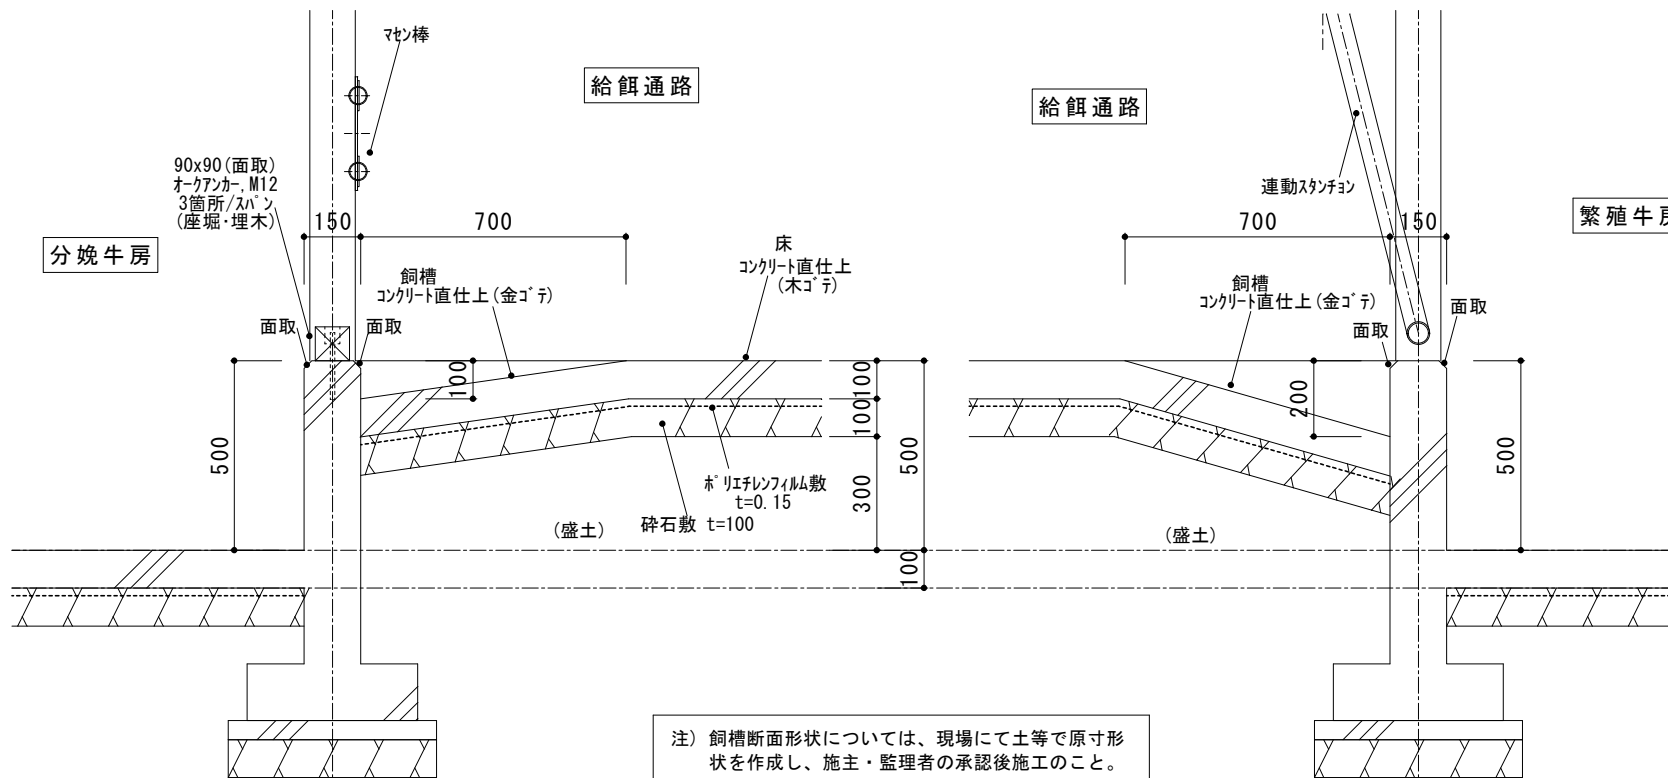 マセン棒
給餌通路
給餌通路
90x90(面取)
オークアンカー,M12
3箇所/スパン
(座堀・埋木)
連動スタンチョン
分娩牛房
150
700
700
150
繁殖牛房
床
コンクリート直仕上
(木ゴテ)
飼槽
コンクリート直仕上(金ゴテ)
飼槽
コンクリート直仕上(金ゴテ)
面取
面取
面取
面取
500
100
100
100
300
500
100
200
500
ポリエチレンフィルム敷
t=0.15
砕石敷 t=100
(盛土)
(盛土)
注) 飼槽断面形状については、現場にて土等で原寸形
状を作成し、施主・監理者の承認後施工のこと。